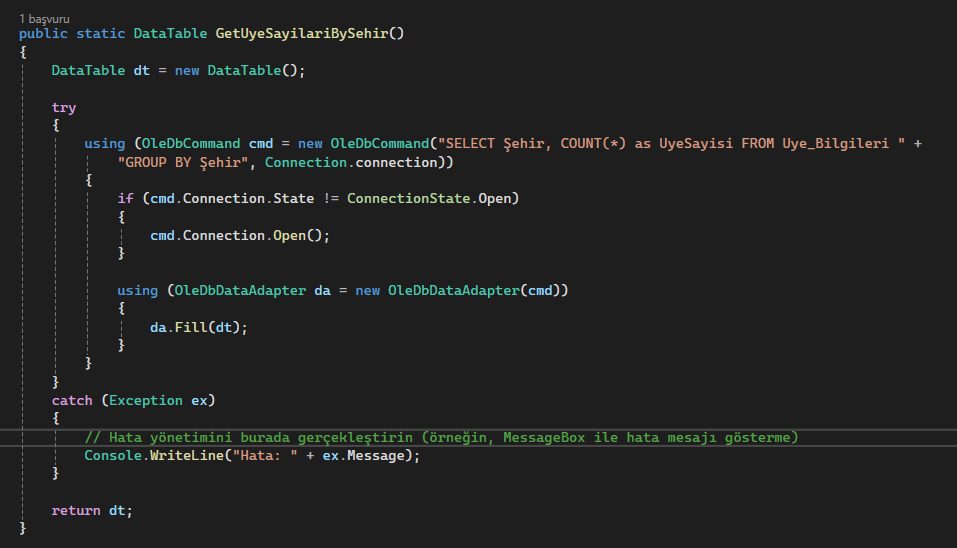 1 başvuru
public static DataTable GetUyeSayilariBySehir()
{
DataTable dt = new DataTable();
try
{
using (OleDbCommand cmd = new OleDbCommand("SELECT Şehir, COUNT(*) as UyeSayisi FROM Uye_Bilgileri " +
"GROUP BY Şehir", Connection.connection))
{
if (cmd.Connection.State != ConnectionState.Open)
{
cmd.Connection.Open();
}
using (OleDbDataAdapter da = new OleDbDataAdapter(cmd))
{
da.Fill(dt);
}
}
}
catch (Exception ex)
{
// Hata yönetimini burada gerçekleştirin (örneğin, MessageBox ile hata mesajı gösterme)
Console.WriteLine("Hata: " + ex.Message);
}
return dt;
}